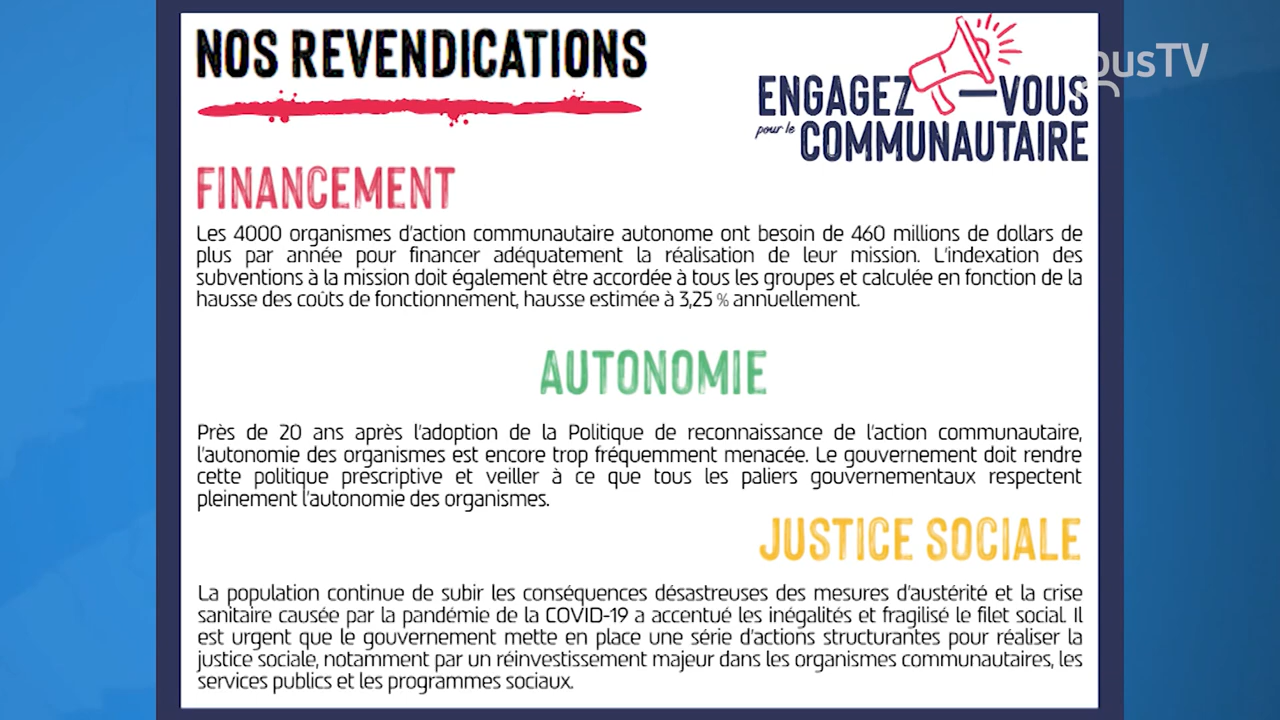 NOS REVENDICATIONS
ENGAGEZ-VOUS
pour le
COMMUNAUTAIRE
FINANCEMENT
Les 4000 organismes d'action communautaire autonome ont besoin de 460 millions de dollars de
plus par année pour financer adéquatement la réalisation de leur mission. L'indexation des
subventions à la mission doit également être accordée à tous les groupes et calculée en fonction de la
hausse des coûts de fonctionnement, hausse estimée à 3,25 % annuellement.
AUTONOMIE
Près de 20 ans après l'adoption de la Politique de reconnaissance de l'action communautaire,
l'autonomie des organismes est encore trop fréquemment menacée. Le gouvernement doit rendre
cette politique prescriptive et veiller à ce que tous les paliers gouvernementaux respectent
pleinement l'autonomie des organismes.
JUSTICE SOCIALE
La population continue de subir les conséquences désastreuses des mesures d'austérité et la crise
sanitaire causée par la pandémie de la COVID-19 a accentué les inégalités et fragilisé le filet social. Il
est urgent que le gouvernement mette en place une série d'actions structurantes pour réaliser la
justice sociale, notamment par un réinvestissement majeur dans les organismes communautaires, les
services publics et les programmes sociaux.